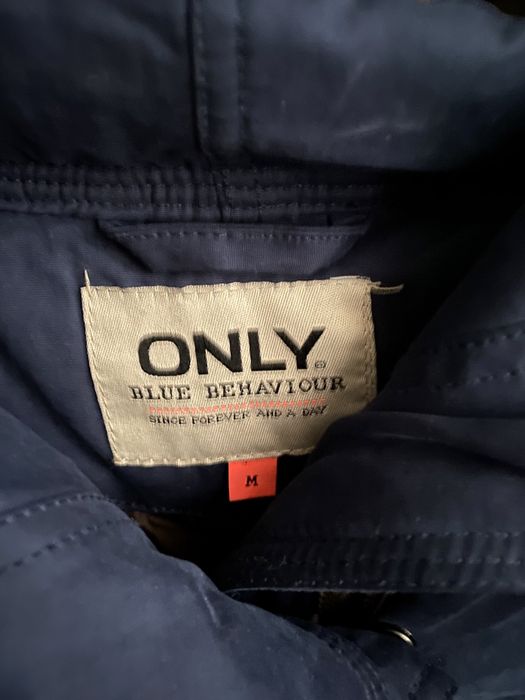 ONLY®
BLUE BEHAVIOUR
SINCE FOREVER AND A DAY
M